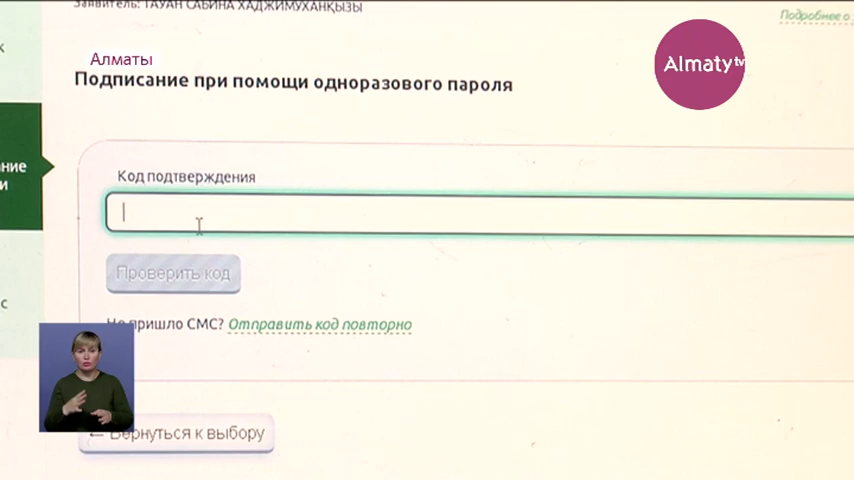 Заявитель: ТАУАН САБИНА ХАДЖИМУХАНҚЫЗЫ
Подробнее о
к
Алматы
Almaty tv
Подписание при помощи одноразового пароля
ание
и
Код подтверждения
Проверить код
с
Не пришло СМС? Отправить код повторно
← Вернуться к выбору